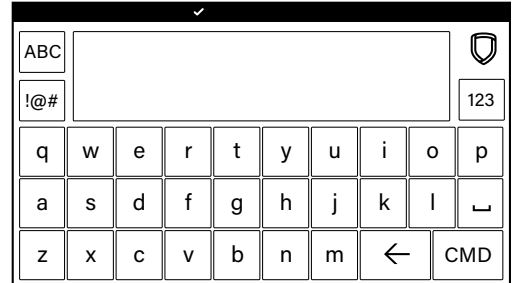 ABC
!@# 123
q w e r t y u i o p
a s d f g h j k l ⎵
z x c v b n m ← CMD